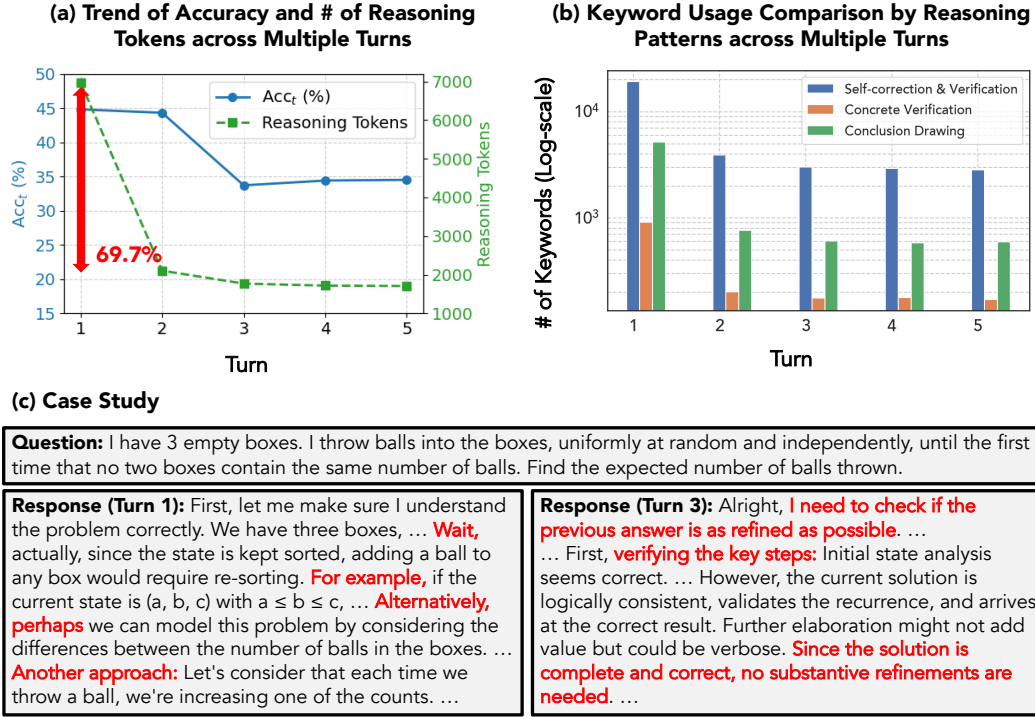 (a) Trend of Accuracy and # of Reasoning
Tokens across Multiple Turns
50
45
40
35
30
25
20
15
Acc_t (%)
7000
6000
5000
4000
3000
2000
1000
Reasoning Tokens
Acc_t (%)
Reasoning Tokens
69.7%
1 2 3 4 5
Turn
(b) Keyword Usage Comparison by Reasoning
Patterns across Multiple Turns
# of Keywords (Log-scale)
10^4
10^3
Self-correction & Verification
Concrete Verification
Conclusion Drawing
1 2 3 4 5
Turn
(c) Case Study
Question: I have 3 empty boxes. I throw balls into the boxes, uniformly at random and independently, until the first
time that no two boxes contain the same number of balls. Find the expected number of balls thrown.
Response (Turn 1): First, let me make sure I understand
the problem correctly. We have three boxes, ... Wait,
actually, since the state is kept sorted, adding a ball to
any box would require re-sorting. For example, if the
current state is (a, b, c) with a ≤ b ≤ c, ... Alternatively,
perhaps we can model this problem by considering the
differences between the number of balls in the boxes. ...
Another approach: Let's consider that each time we
throw a ball, we're increasing one of the counts. ...
Response (Turn 3): Alright, I need to check if the
previous answer is as refined as possible. ...
... First, verifying the key steps: Initial state analysis
seems correct. ... However, the current solution is
logically consistent, validates the recurrence, and arrives
at the correct result. Further elaboration might not add
value but could be verbose. Since the solution is
complete and correct, no substantive refinements are
needed. ...